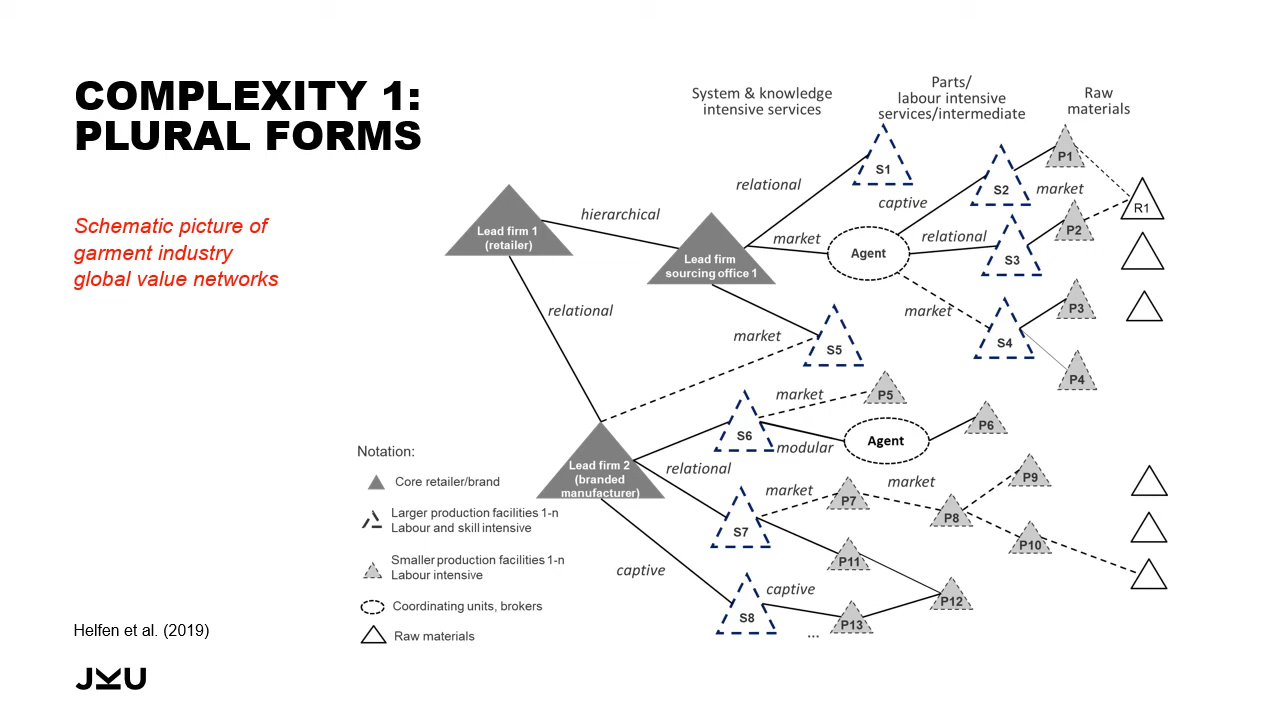 COMPLEXITY 1:
PLURAL FORMS
Schematic picture of
garment industry
global value networks
System & knowledge
intensive services
Parts/
labour intensive
services/intermediate
Raw
materials
Lead firm 1
(retailer)
hierarchical
Lead firm
sourcing office 1
relational
S1
captive
S2
P1
market
R1
market
Agent
relational
S3
P2
market
S4
P3
P4
relational
market
S5
Lead firm 2
(branded
manufacturer)
S6
market
P5
modular
Agent
P6
relational
S7
market
P7
market
P8
P9
P10
P11
captive
S8
captive
P12
P13
...
Notation:
Core retailer/brand
Larger production facilities 1-n
Labour and skill intensive
Smaller production facilities 1-n
Labour intensive
Coordinating units, brokers
Raw materials
Helfen et al. (2019)
JKU